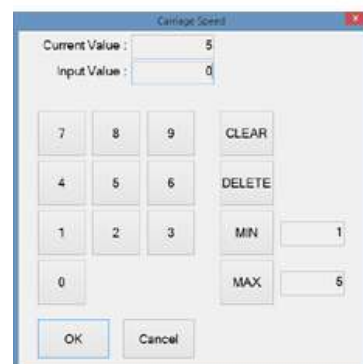 Carriage Speed x
Current Value : 5
Input Value : 0
7 8 9 CLEAR
4 5 6 DELETE
1 2 3 MIN 1
0 MAX 5
OK Cancel